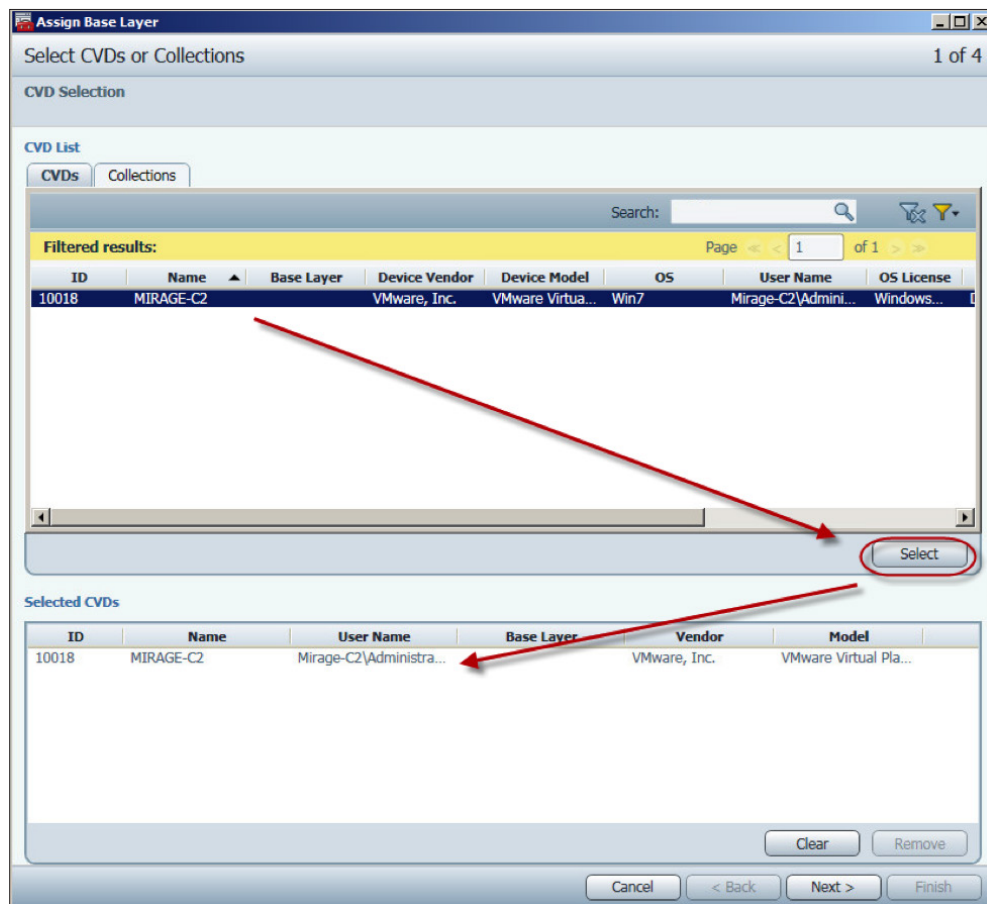 Assign Base Layer
Select CVDs or Collections 1 of 4
CVD Selection
CVD List
CVDs Collections
Search:
Filtered results: Page 1 of 1
ID Name Base Layer Device Vendor Device Model OS User Name OS License
10018 MIRAGE-C2 VMware, Inc. VMware Virtua... Win7 Mirage-C2\Admini... Windows...
Select
Selected CVDs
ID Name User Name Base Layer Vendor Model
10018 MIRAGE-C2 Mirage-C2\Administra... VMware, Inc. VMware Virtual Pla...
Clear Remove
Cancel < Back Next > Finish